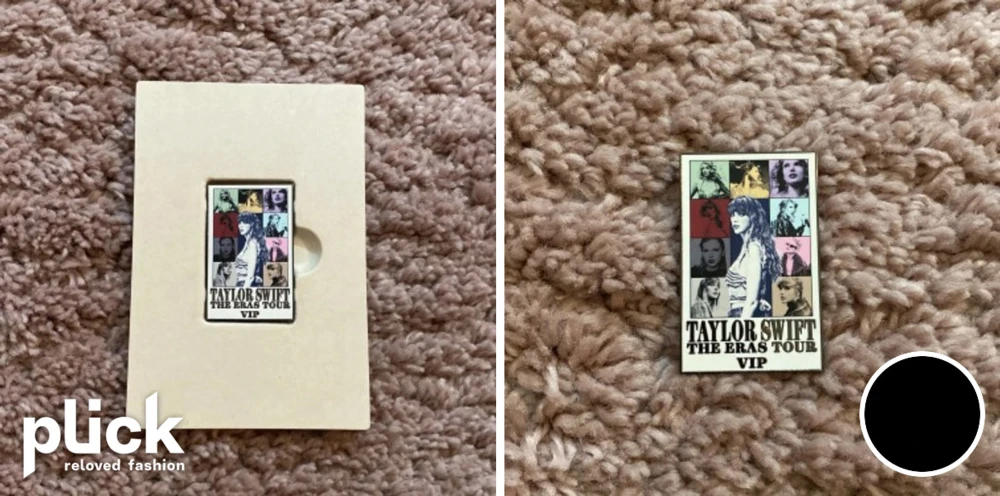 TAYLOR SWIFT
THE ERAS TOUR
VIP
plick
reloved fashion
TAYLOR SWIFT
THE ERAS TOUR
VIP